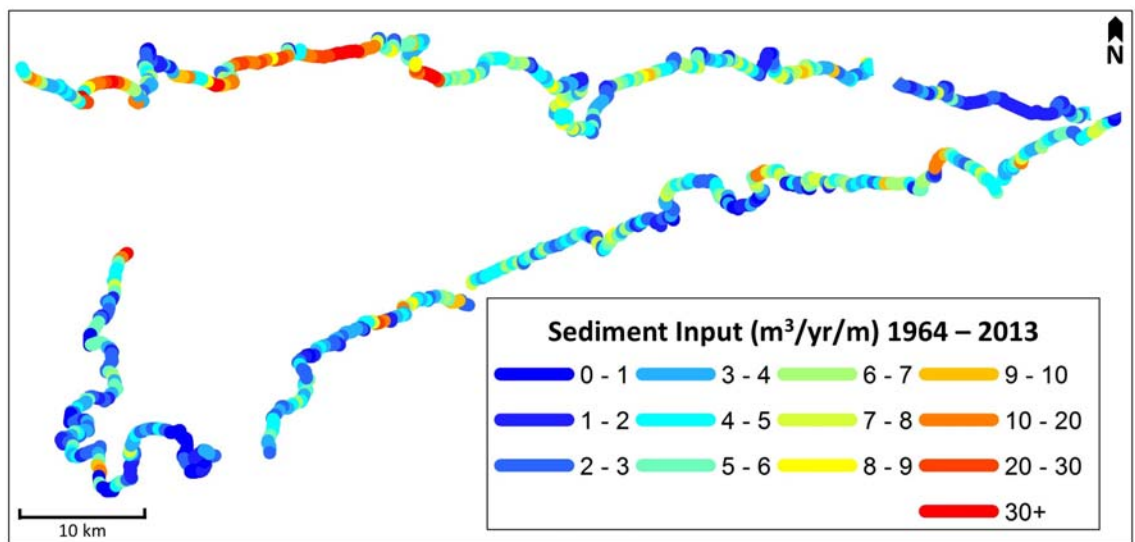 N
Sediment Input (m³/yr/m) 1964 – 2013
0 - 1 3 - 4 6 - 7 9 - 10
1 - 2 4 - 5 7 - 8 10 - 20
2 - 3 5 - 6 8 - 9 20 - 30
30+
10 km